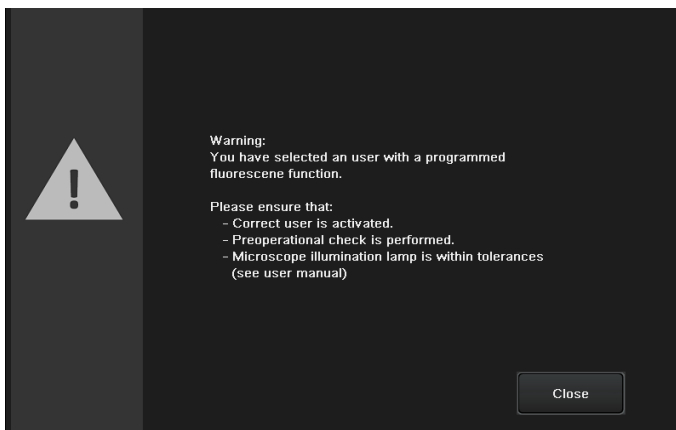 Warning:
You have selected an user with a programmed
fluorescene function.
Please ensure that:
- Correct user is activated.
- Preoperational check is performed.
- Microscope illumination lamp is within tolerances
(see user manual)
Close